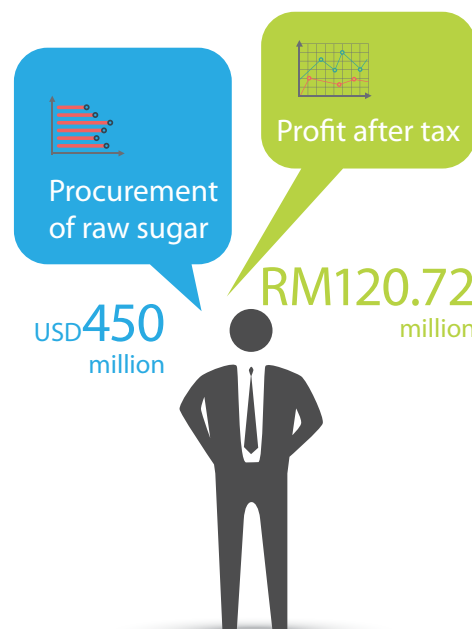 Procurement
of raw sugar
USD450
million
Profit after tax
RM120.72
million